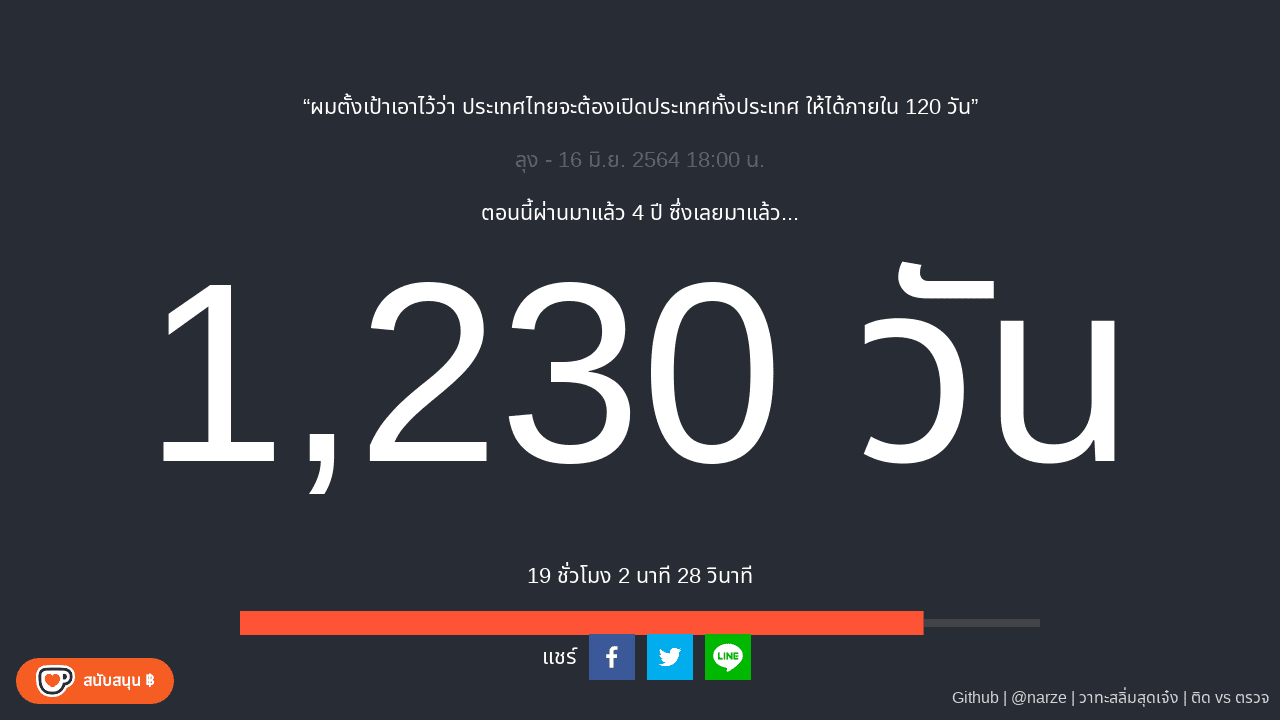 “ผมตั้งเป้าเอาไว้ว่า ประเทศไทยจะต้องเปิดประเทศทั้งประเทศ ให้ได้ภายใน 120 วัน”
ลุง - 16 มิ.ย. 2564 18:00 น.
ตอนนี้ผ่านมาแล้ว 4 ปี ซึ่งเลยมาแล้ว...
1,230 วัน
19 ชั่วโมง 2 นาที 28 วินาที
แชร์
LINE
สนับสนุน ฿
Github | @narze | วาทะสลิ่มสุดเจ๋ง | ติด vs ตรวจ